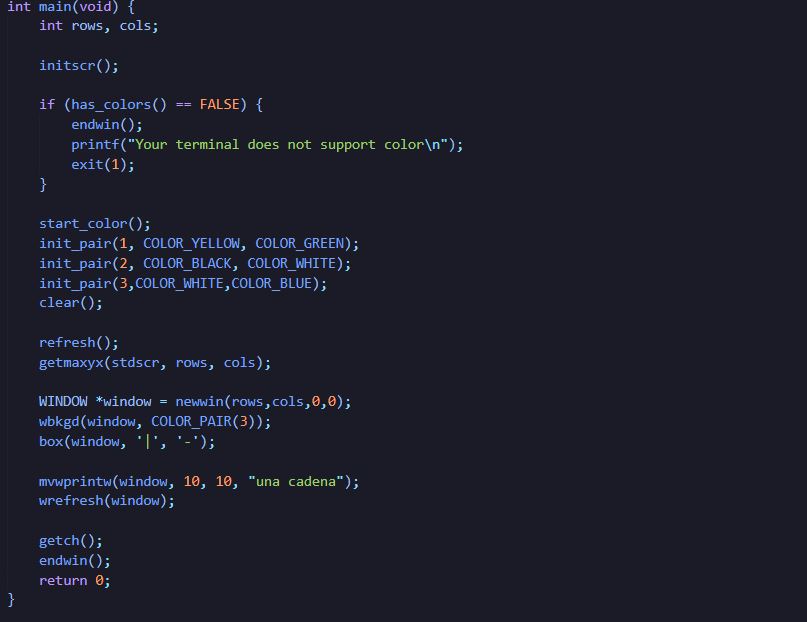 int main(void) {
    int rows, cols;

    initscr();

    if (has_colors() == FALSE) {
        endwin();
        printf("Your terminal does not support color\n");
        exit(1);
    }

    start_color();
    init_pair(1, COLOR_YELLOW, COLOR_GREEN);
    init_pair(2, COLOR_BLACK, COLOR_WHITE);
    init_pair(3,COLOR_WHITE,COLOR_BLUE);
    clear();

    refresh();
    getmaxyx(stdscr, rows, cols);

    WINDOW *window = newwin(rows,cols,0,0);
    wbkgd(window, COLOR_PAIR(3));
    box(window, '|', '-');

    mvwprintw(window, 10, 10, "una cadena");
    wrefresh(window);

    getch();
    endwin();
    return 0;
}